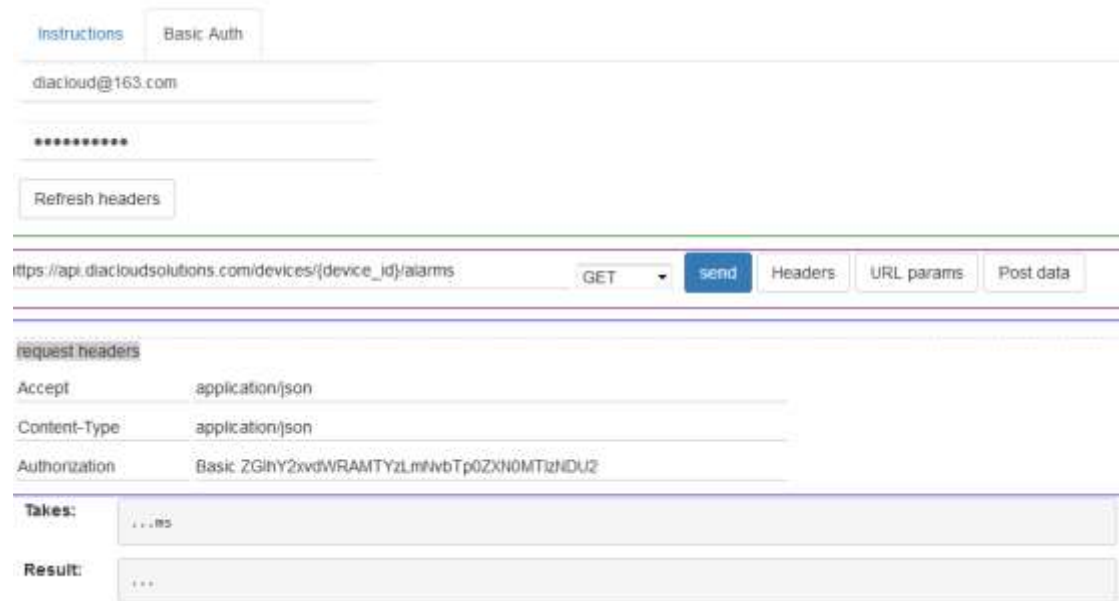 Instructions Basic Auth
diacloud@163.com
••••••••••
Refresh headers
ttps://api.diacloudsolutions.com/devices/{device_id}/alarms GET send Headers URL params Post data
request headers
Accept application/json
Content-Type application/json
Authorization Basic
Takes: ...ms
Result: ...